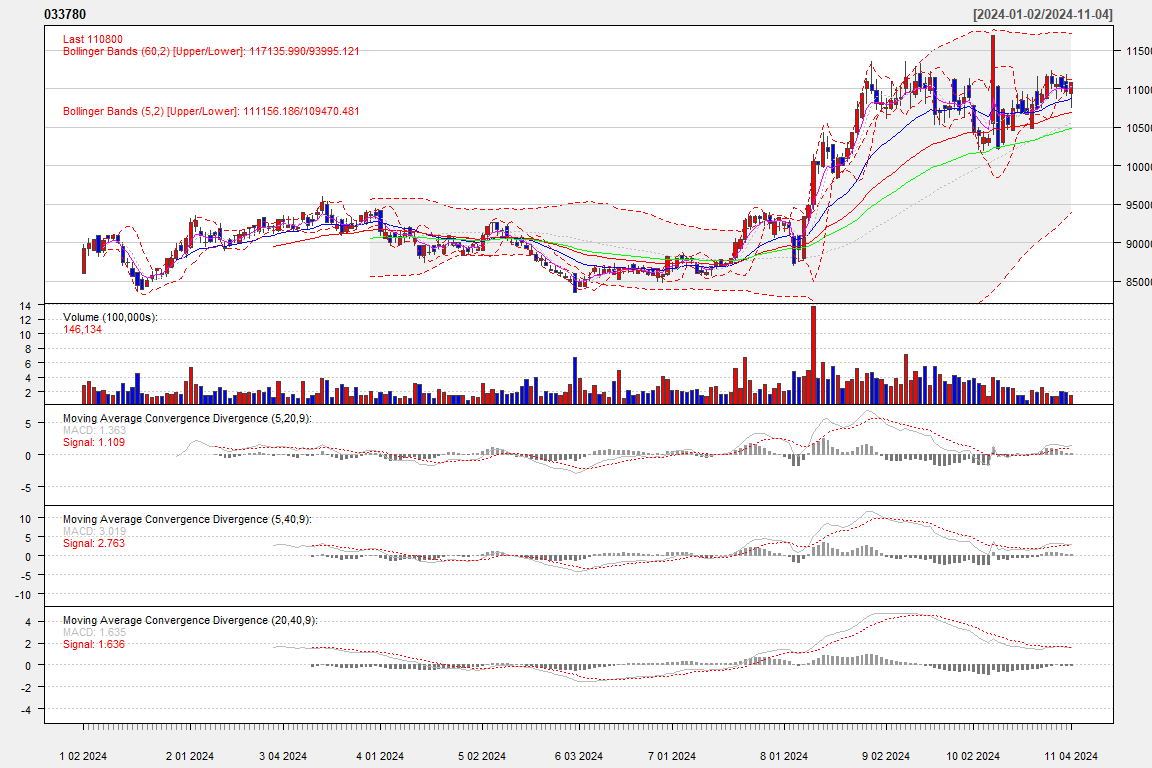 033780 [2024-01-02/2024-11-04]
Last 110800
Bollinger Bands (60,2) [Upper/Lower]: 117135.990/93995.121
Bollinger Bands (5,2) [Upper/Lower]: 111156.186/109470.481
11500
11000
10500
10000
95000
90000
85000
Volume (100,000s):
146,134
14
12
10
8
6
4
2
Moving Average Convergence Divergence (5,20,9):
MACD: 1.363
Signal: 1.109
5
0
-5
Moving Average Convergence Divergence (5,40,9):
MACD: 3.019
Signal: 2.763
10
5
0
-5
-10
Moving Average Convergence Divergence (20,40,9):
MACD: 1.635
Signal: 1.636
4
2
0
-2
-4
1 02 2024 2 01 2024 3 04 2024 4 01 2024 5 02 2024 6 03 2024 7 01 2024 8 01 2024 9 02 2024 10 02 2024 11 04 2024